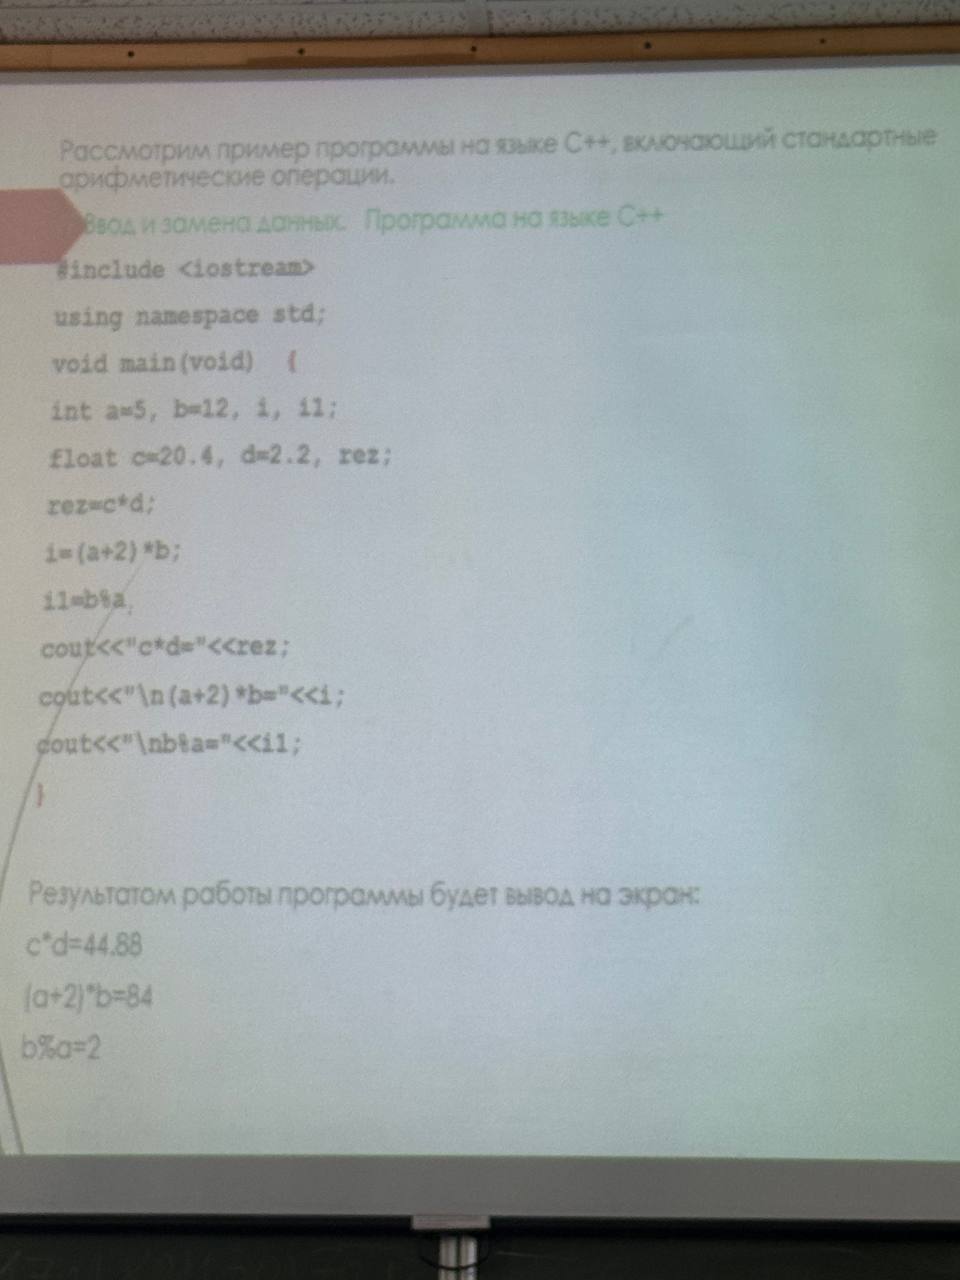 Рассмотрим пример программы на языке С++, включающий стандартные
арифметические операции.
Ввод и замена данных. Программа на языке С++
#include <iostream>
using namespace std;
void main(void) {
int a=5, b=12, i, i1;
float c=20.4, d=2.2, rez;
rez=c*d;
i=(a+2)*b;
i1=b%a;
cout<<"c*d="<<rez;
cout<<"\n(a+2)*b="<<i;
cout<<"\nb%a="<<i1;
}
Результатом работы программы будет вывод на экран:
c*d=44.88
(a+2)*b=84
b%a=2